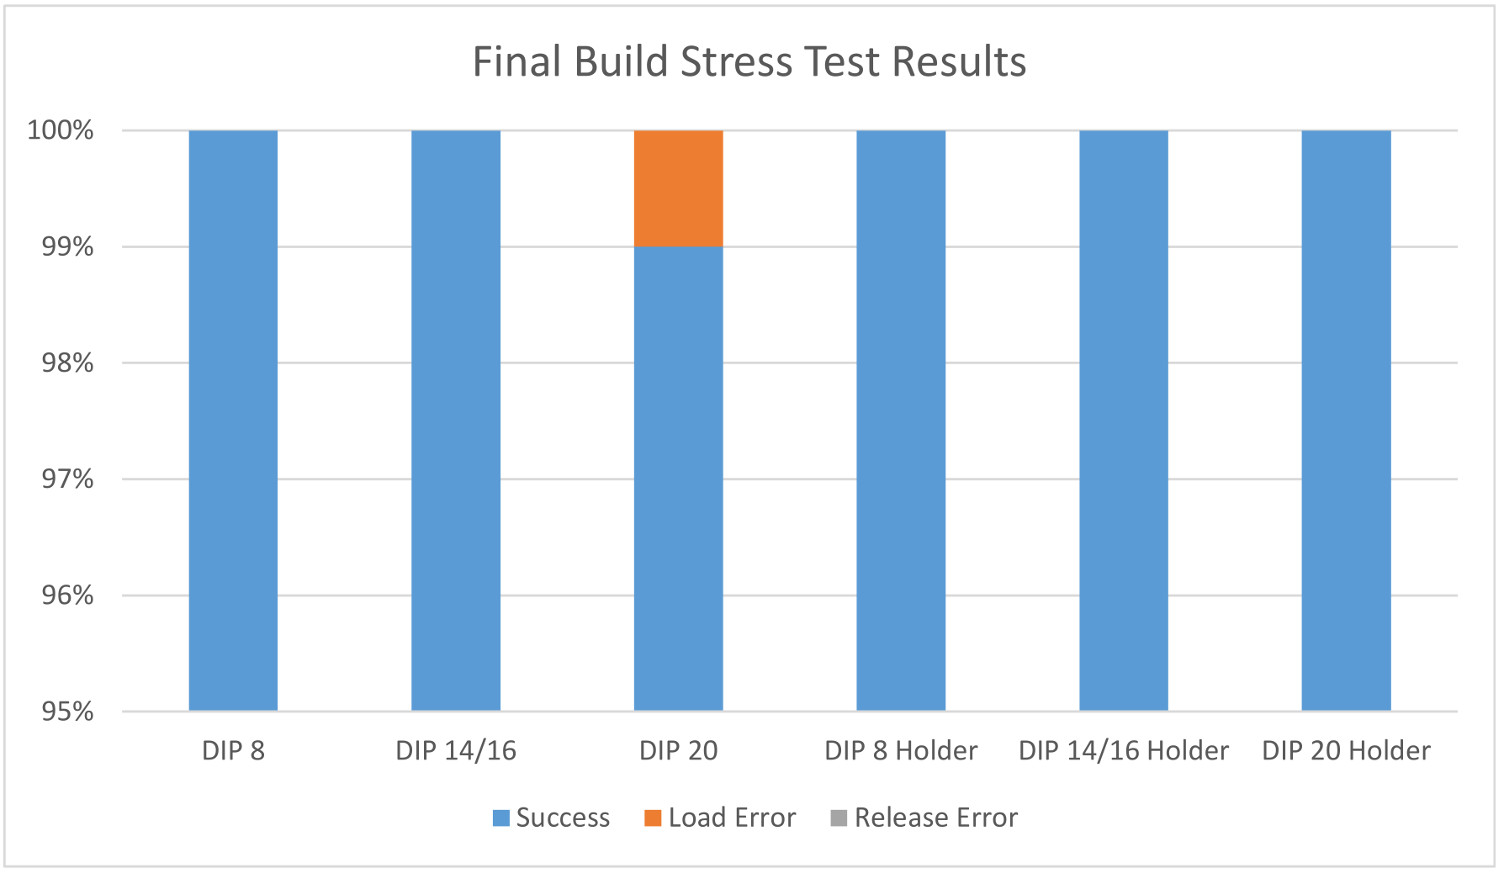 Final Build Stress Test Results
100%
99%
98%
97%
96%
95%
DIP 8 DIP 14/16 DIP 20 DIP 8 Holder DIP 14/16 Holder DIP 20 Holder
Success Load Error Release Error